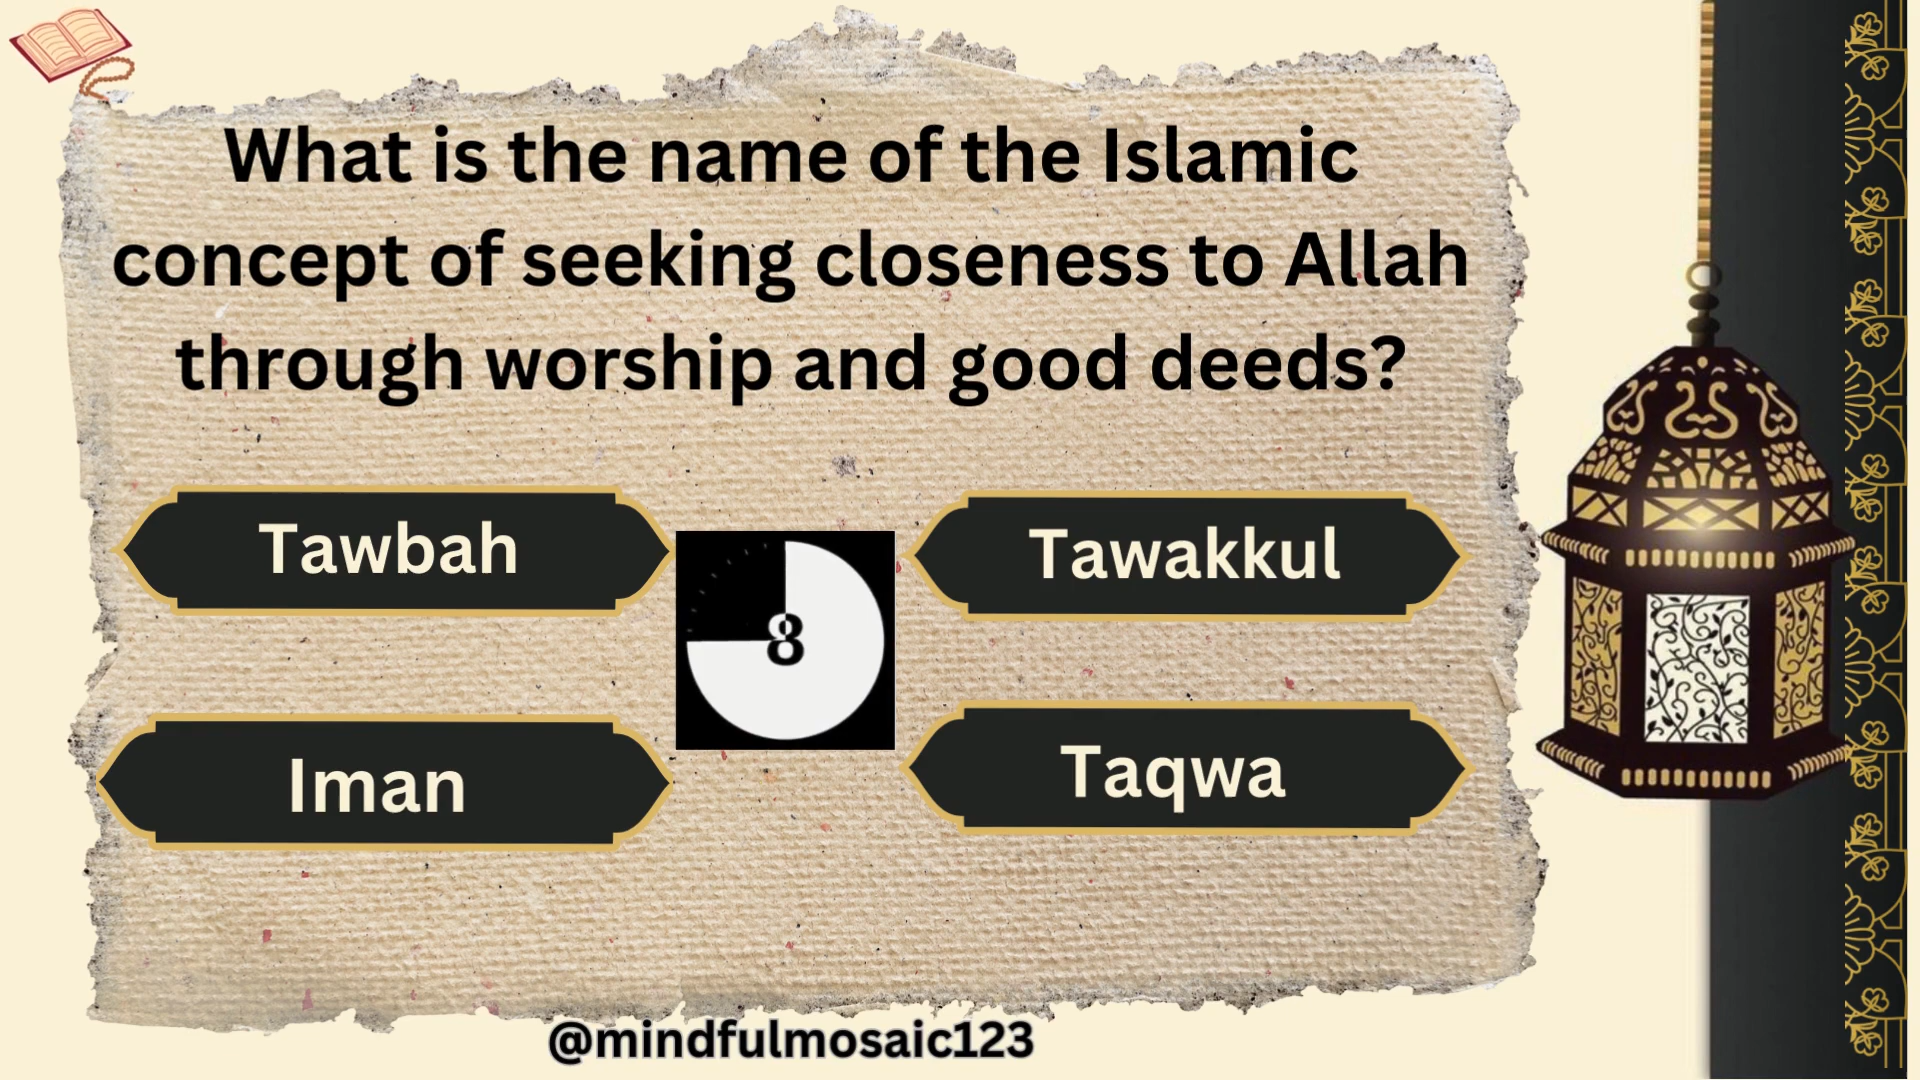 What is the name of the Islamic
concept of seeking closeness to Allah
through worship and good deeds?
Tawbah
Tawakkul
8
Iman
Taqwa
@mindfulmosaic123